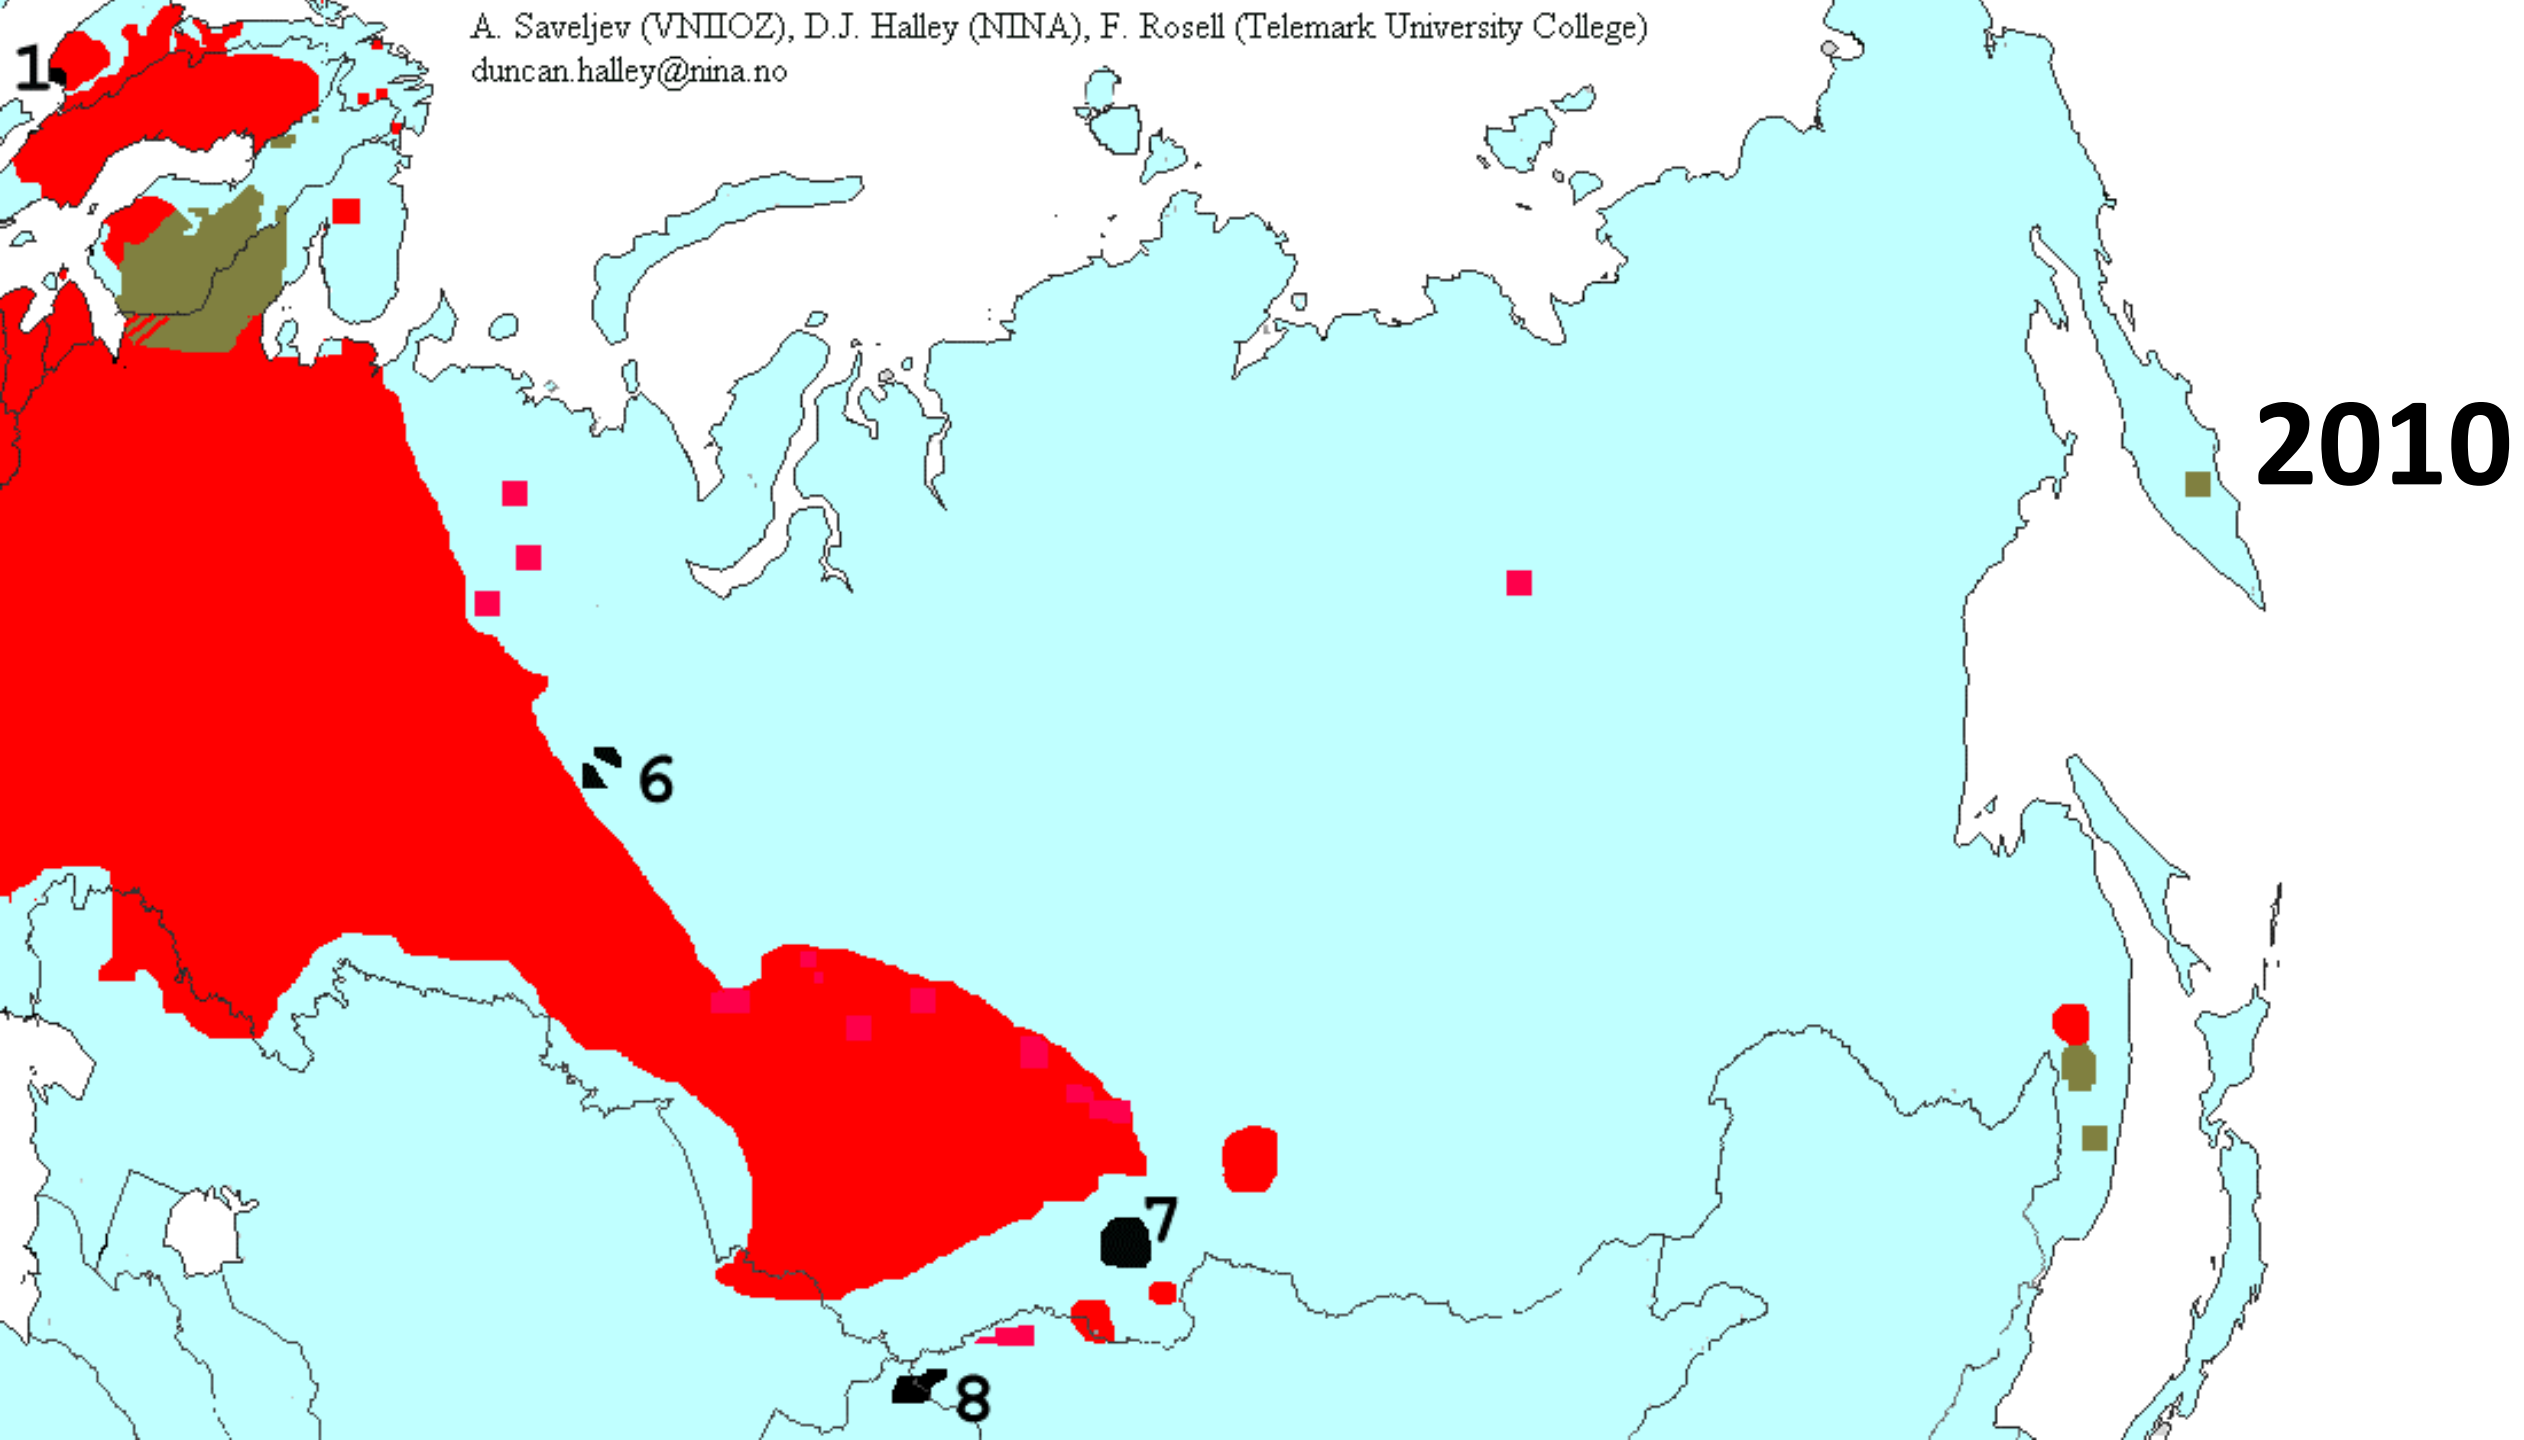 A. Saveljev (VNIIOZ), D.J. Halley (NINA), F. Rosell (Telemark University College)
duncan.halley@nina.no
1
2010
6
7
8